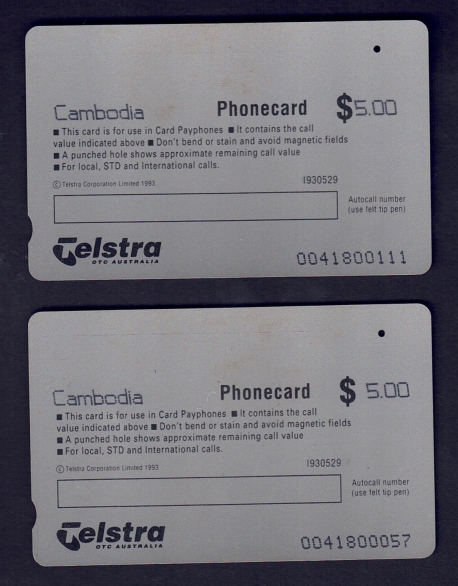 Cambodia Phonecard $5.00
■ This card is for use in Card Payphones ■ It contains the call
value indicated above ■ Don't bend or stain and avoid magnetic fields
■ A punched hole shows approximate remaining call value
■ For local, STD and International calls.
© Telstra Corporation Limited 1993 I930529
Autocall number
(use felt tip pen)
Telstra
OTC AUSTRALIA
0041800111
Cambodia Phonecard $ 5.00
■ This card is for use in Card Payphones ■ It contains the call
value indicated above ■ Don't bend or stain and avoid magnetic fields
■ A punched hole shows approximate remaining call value
■ For local, STD and International calls.
© Telstra Corporation Limited 1993 I930529
Autocall number
(use felt tip pen)
Telstra
OTC AUSTRALIA
0041800057